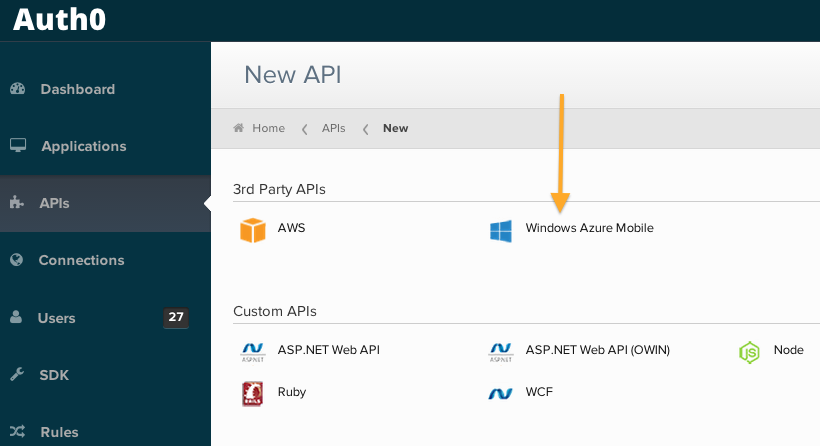 Auth0
New API
Dashboard
Home ❮ APIs ❮ New
Applications
3rd Party APIs
APIs
AWS
Windows Azure Mobile
Connections
Custom APIs
Users 27
ASP.NET Web API
ASP.NET Web API (OWIN)
Node
SDK
Ruby
WCF
Rules